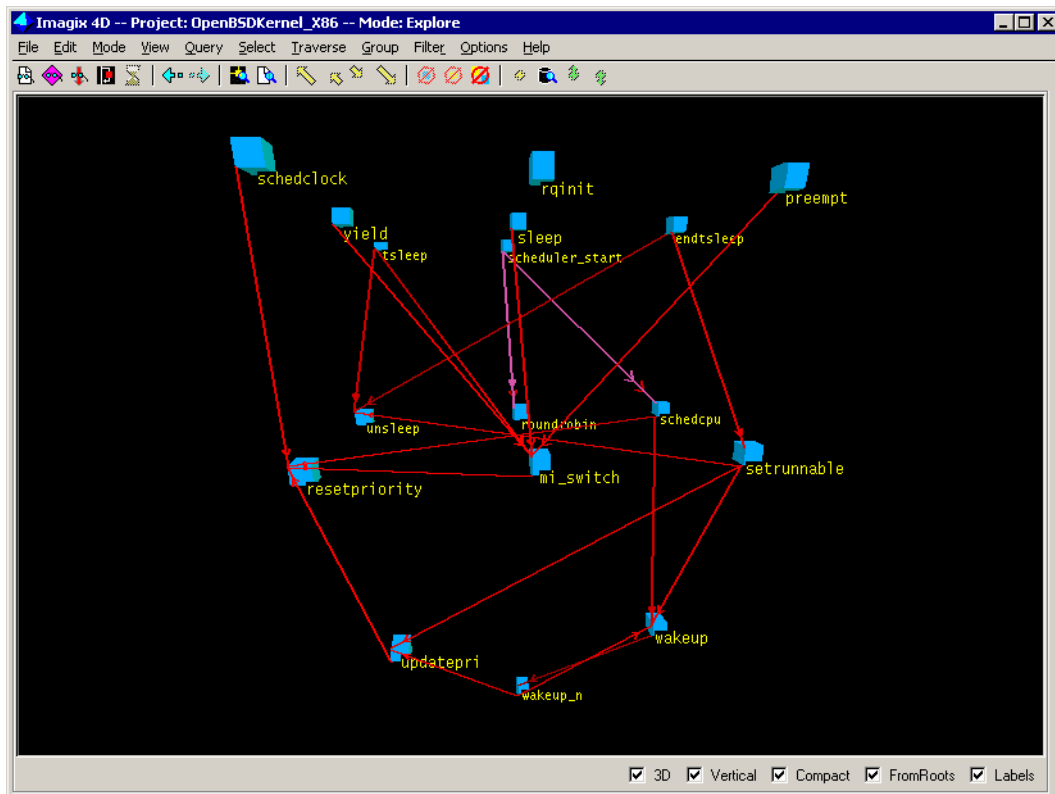 Imagix 4D -- Project: OpenBSDKernel_X86 -- Mode: Explore
File Edit Mode View Query Select Traverse Group Filter Options Help
schedclock
rqinit
preempt
yield
sleep
endtsleep
tsleep
scheduler_start
unsleep
roundrobin
schedcpu
resetpriority
mi_switch
setrunnable
updatepri
wakeup
wakeup_n
3D Vertical Compact FromRoots Labels